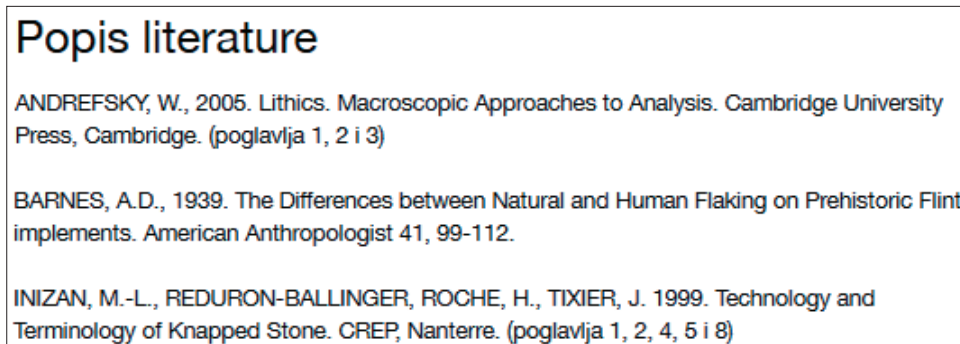 Popis literature
ANDREFSKY, W., 2005. Lithics. Macroscopic Approaches to Analysis. Cambridge University
Press, Cambridge. (poglavlja 1, 2 i 3)
BARNES, A.D., 1939. The Differences between Natural and Human Flaking on Prehistoric Flint
implements. American Anthropologist 41, 99-112.
INIZAN, M.-L., REDURON-BALLINGER, ROCHE, H., TIXIER, J. 1999. Technology and
Terminology of Knapped Stone. CREP, Nanterre. (poglavlja 1, 2, 4, 5 i 8)